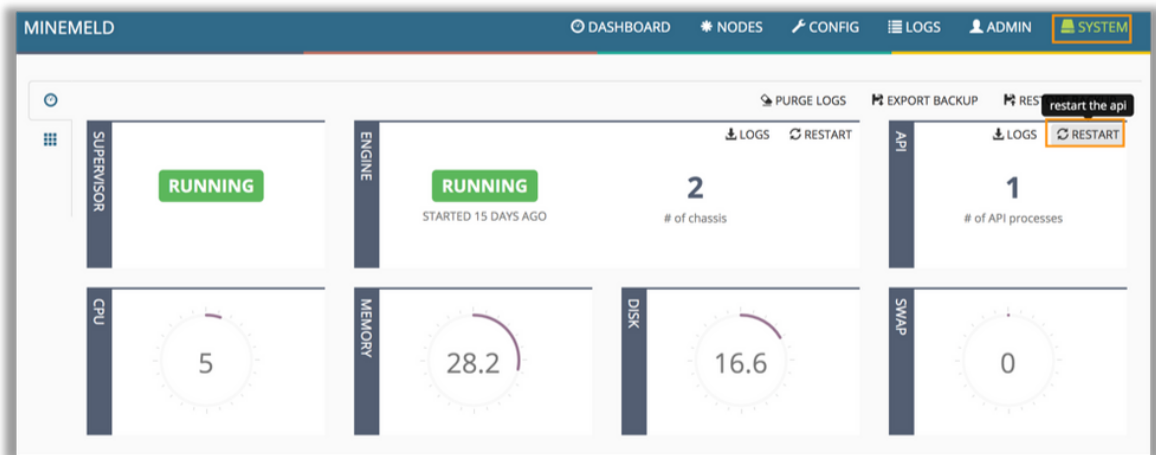 MINEMELD DASHBOARD NODES CONFIG LOGS ADMIN SYSTEM
PURGE LOGS EXPORT BACKUP RES
restart the api
SUPERVISOR
RUNNING
ENGINE
LOGS RESTART
RUNNING
STARTED 15 DAYS AGO
2
# of chassis
API
LOGS RESTART
1
# of API processes
CPU
5
MEMORY
28.2
DISK
16.6
SWAP
0